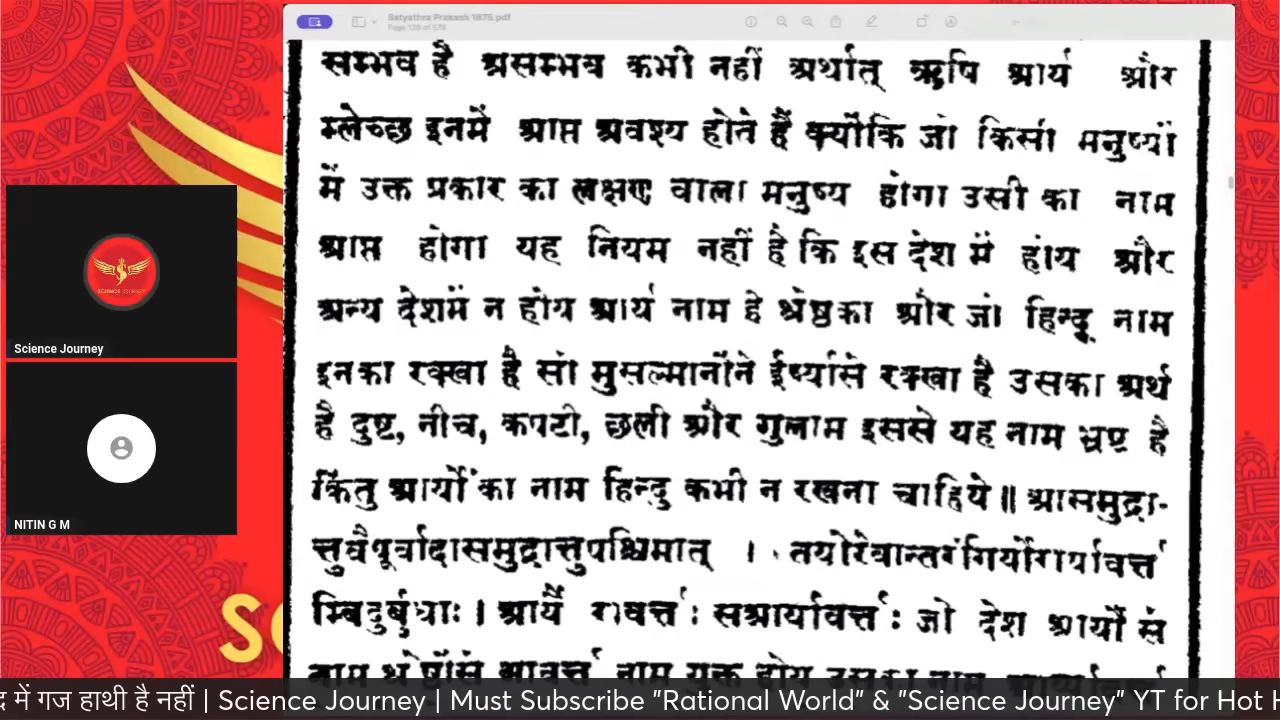 Satyathra Prakash 1875.pdf
सम्भव है असम्भव कभी नहीं अर्थात् ऋषि आर्य और
म्लेच्छ इनमें आप्त अवश्य होते हैं क्योंकि जो किसी मनुष्यों
में उक्त प्रकार का लक्षण वाला मनुष्य होगा उसी का नाम
आप्त होगा यह नियम नहीं है कि इस देश में होय और
अन्य देशमें न होय आर्य नाम है श्रेष्ठका और जो हिन्दू नाम
इनका रक्खा है सो मुसल्मानोंने ईर्ष्यासे रक्खा है उसका अर्थ
है दुष्ट, नीच, कपटी, छली और गुलाम इससे यह नाम भ्रष्ट है
किंतु आर्यों का नाम हिन्दु कभी न रखना चाहिये॥ आसमुद्रा-
त्तुवैपूर्वादासमुद्रात्तुपश्चिमात् । तयोरेवान्तरंगिर्योरार्यावर्त्त
म्बिदुर्बुधाः। आर्यै रावर्त्तः सआर्यावर्त्तः जो देश आर्यों से
नाम युक्त होय उसका नाम
Science Journey
SCIENCE JOURNEY
NITIN G M
में गज हाथी है नहीं | Science Journey | Must Subscribe "Rational World" & "Science Journey" YT for Hot